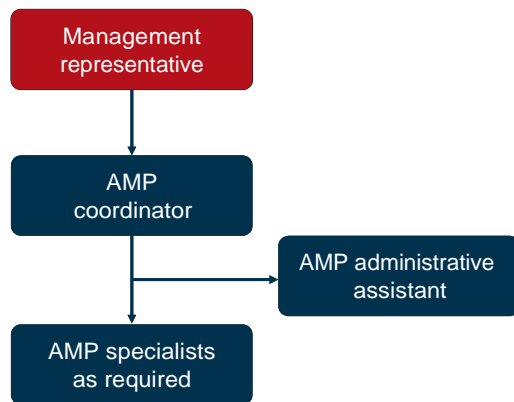 Management
representative
AMP
coordinator
AMP administrative
assistant
AMP specialists
as required